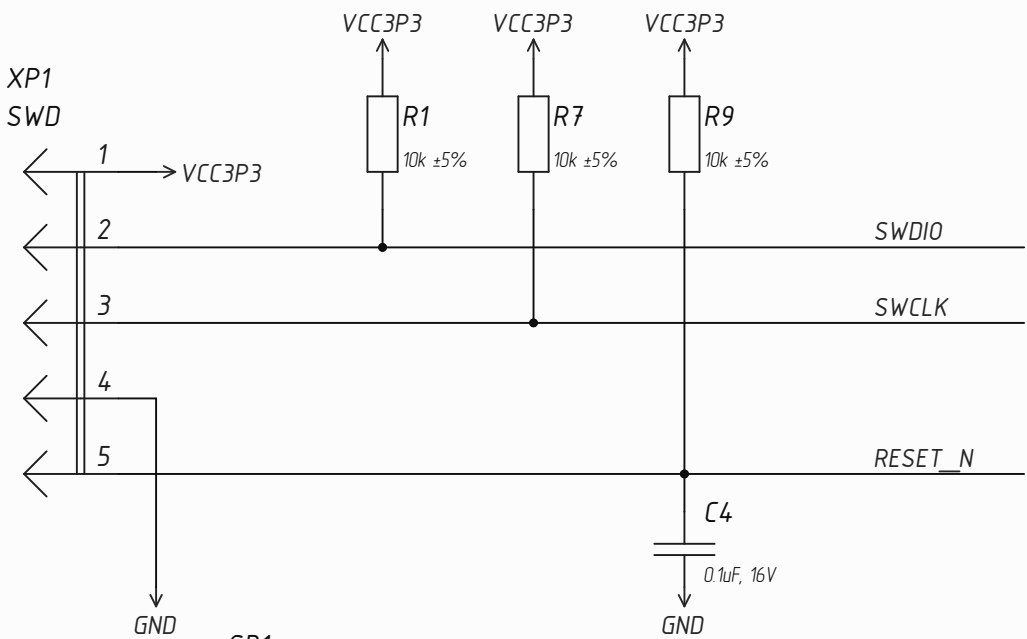 VCC3P3 VCC3P3 VCC3P3
XP1
SWD
R1 R7 R9
10k ±5% 10k ±5% 10k ±5%
1 VCC3P3
2 SWDIO
3 SWCLK
4
5 RESET_N
C4
0.1uF, 16V
GND GND